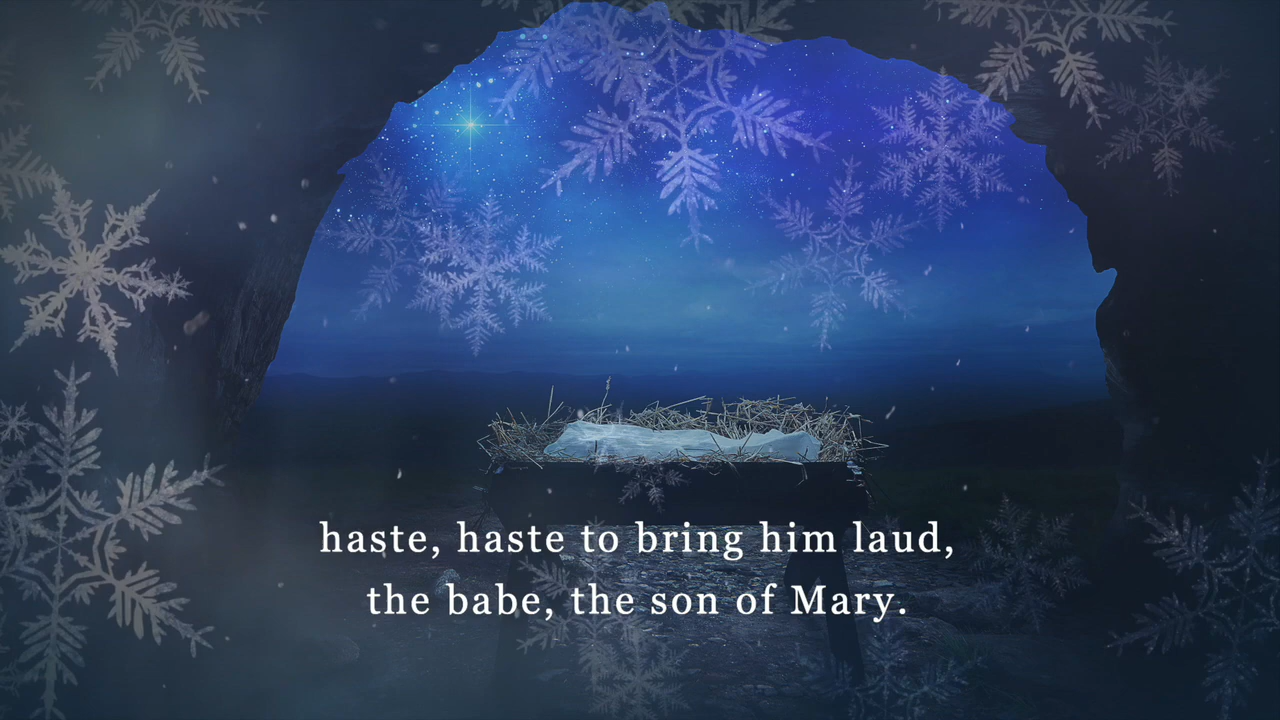 haste, haste to bring him laud,
the babe, the son of Mary.